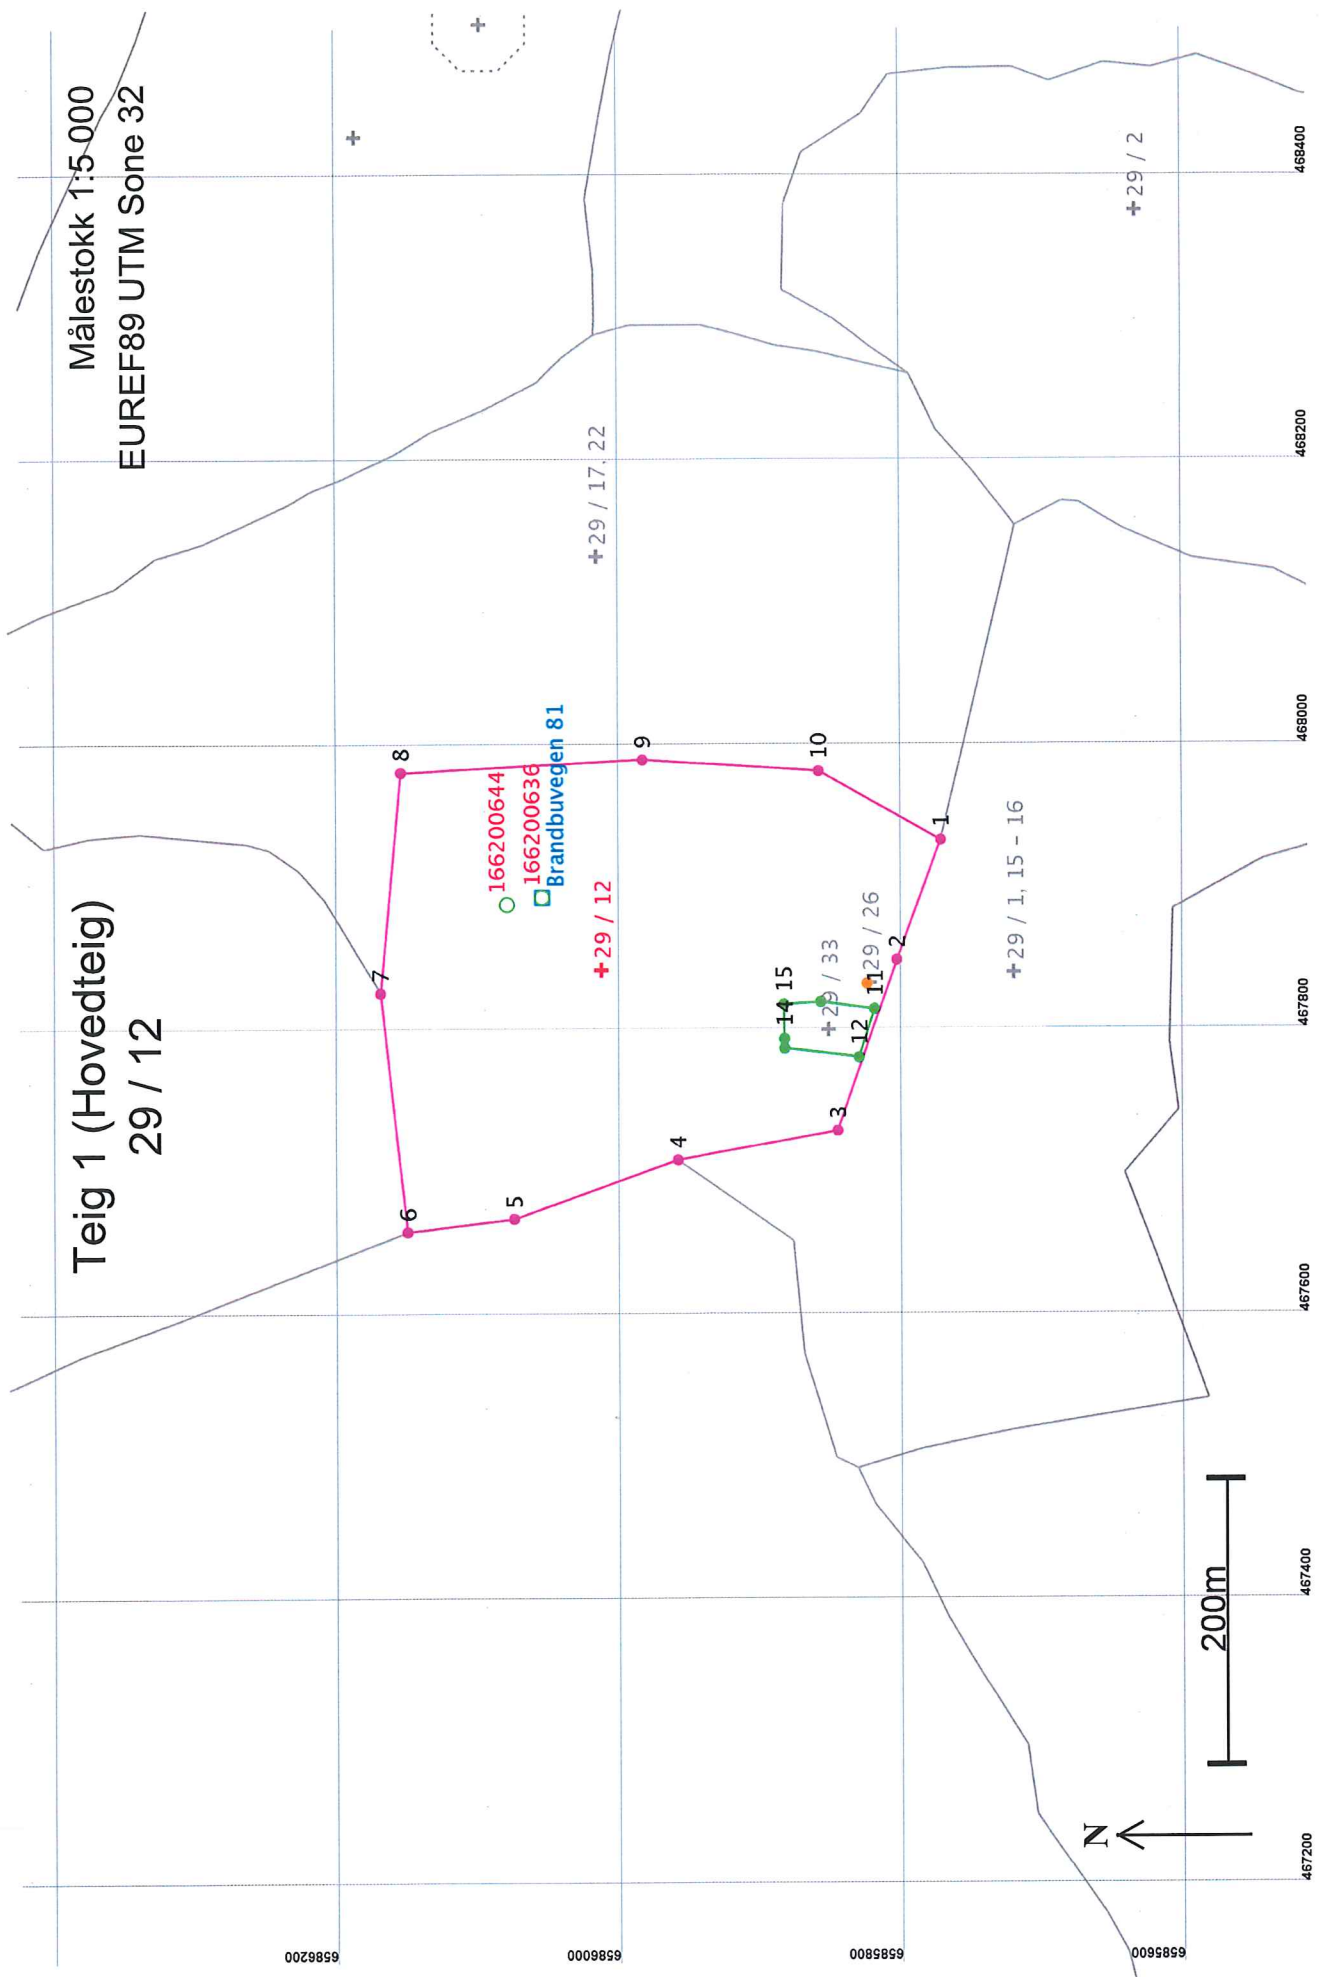 Teig 1 (Hovedteig)
29 / 12
Målestokk 1:5 000
EUREF89 UTM Sone 32
6
7
8
5
166200644
166200636
Brandbuvegen 81
+29 / 12
+29 / 17, 22
9
4
14 15
+29 / 33
10
3
12
11
29 / 26
2
1
+29 / 1, 15 - 16
+29 / 2
N
200m
6586200
6586000
6585800
6585600
467200
467400
467600
467800
468000
468200
468400